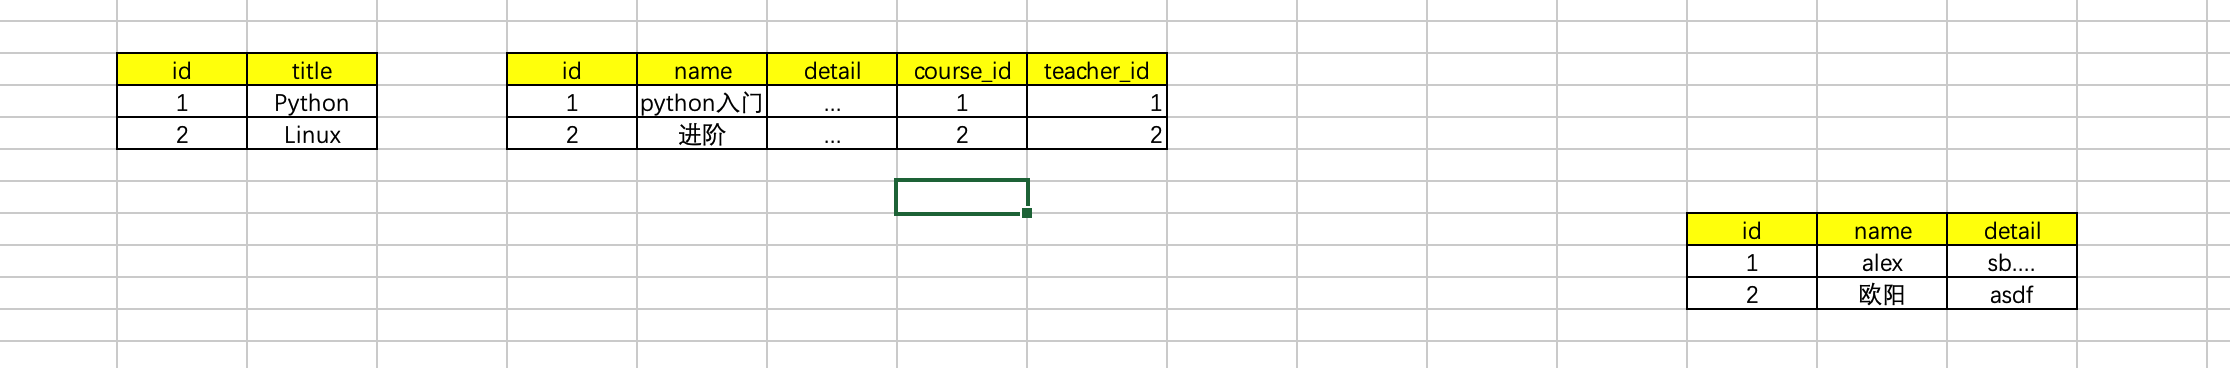 id title id name detail course_id teacher_id
1 Python 1 python入门 ... 1 1
2 Linux 2 进阶 ... 2 2
id name detail
1 alex sb....
2 欧阳 asdf